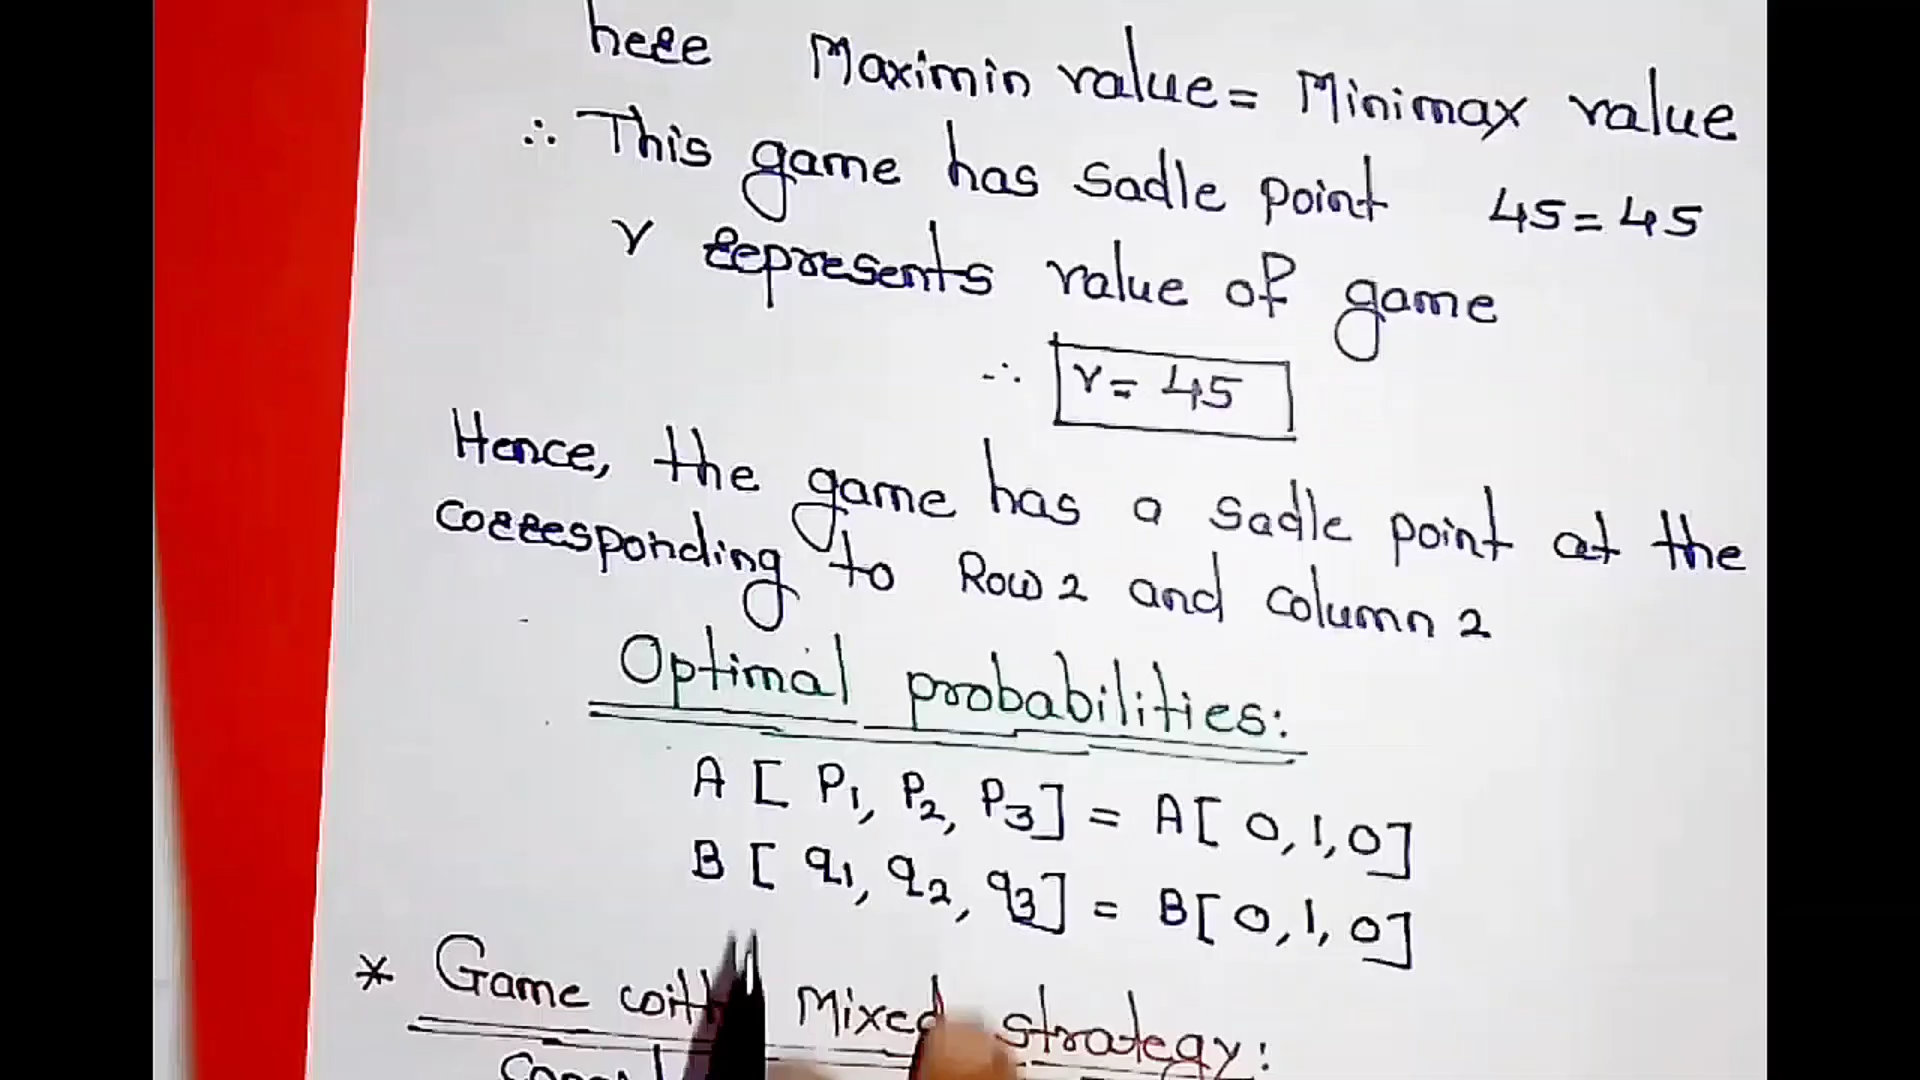 here Maximin value = Minimax value
∴ This game has sadle point 45 = 45
v represents value of game
∴ v = 45
Hence, the game has a sadle point at the
corresponding to Row 2 and column 2
Optimal probabilities:
A [ P1, P2, P3] = A[ 0, 1, 0]
B [ q1, q2, q3] = B[ 0, 1, 0]
* Game with Mixed strategy: